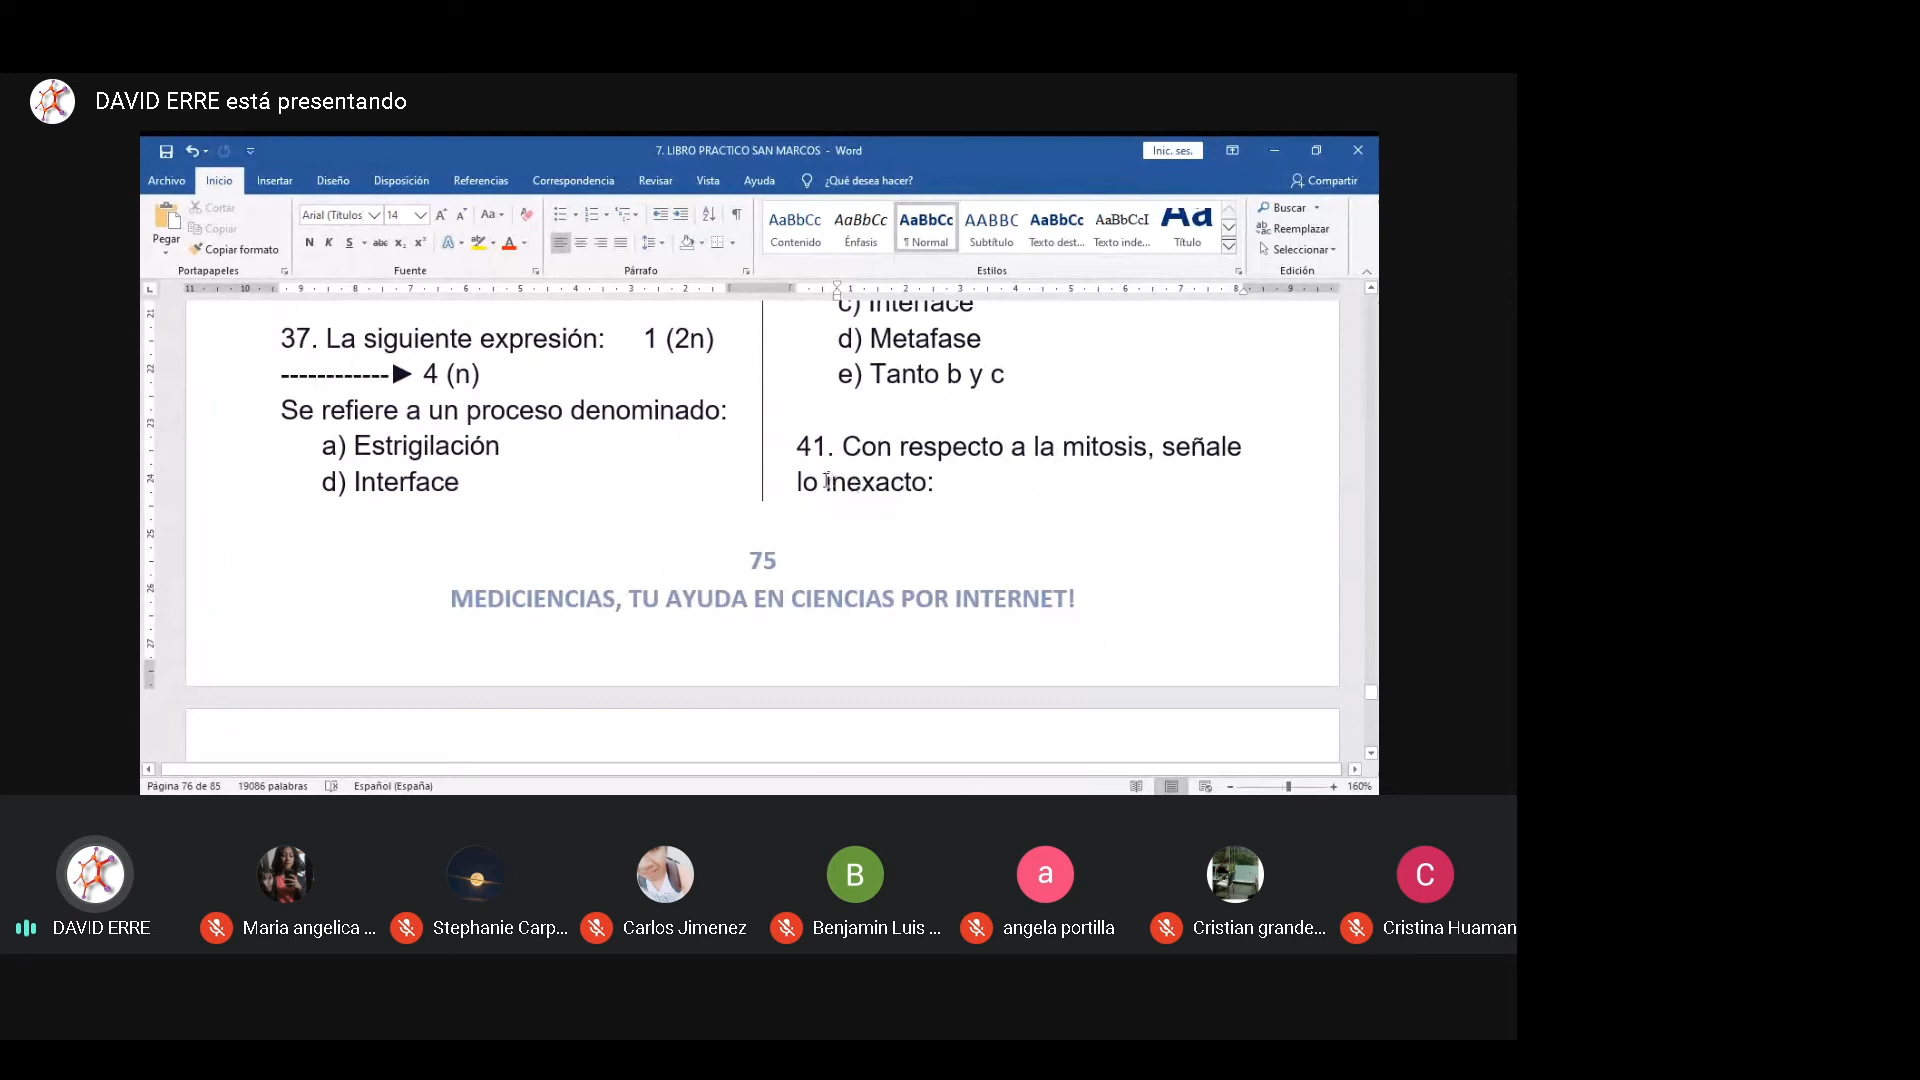 DAVID ERRE está presentando
7. LIBRO PRACTICO SAN MARCOS - Word
Inic. ses.
Archivo Inicio Insertar Diseño Disposición Referencias Correspondencia Revisar Vista Ayuda ¿Qué desea hacer? Compartir
Pegar
Cortar
Copiar
Copiar formato
Portapapeles
Arial (Títulos 14
N K S abc x₂ x²
Fuente
Párrafo
AaBbCc AaBbCc AaBbCc AABBC AaBbCc AaBbCcI Aa
Contenido Énfasis ¶ Normal Subtítulo Texto dest... Texto inde... Título
Estilos
Buscar
Reemplazar
Seleccionar
Edición
37. La siguiente expresión: 1 (2n)
------------► 4 (n)
Se refiere a un proceso denominado:
a) Estrigilación
d) Interface
c) Interface
d) Metafase
e) Tanto b y c
41. Con respecto a la mitosis, señale
lo inexacto:
75
MEDICIENCIAS, TU AYUDA EN CIENCIAS POR INTERNET!
Página 76 de 85 19086 palabras Español (España) 160%
B a C
DAVID ERRE Maria angelica ... Stephanie Carp... Carlos Jimenez Benjamin Luis ... angela portilla Cristian grande... Cristina Huaman